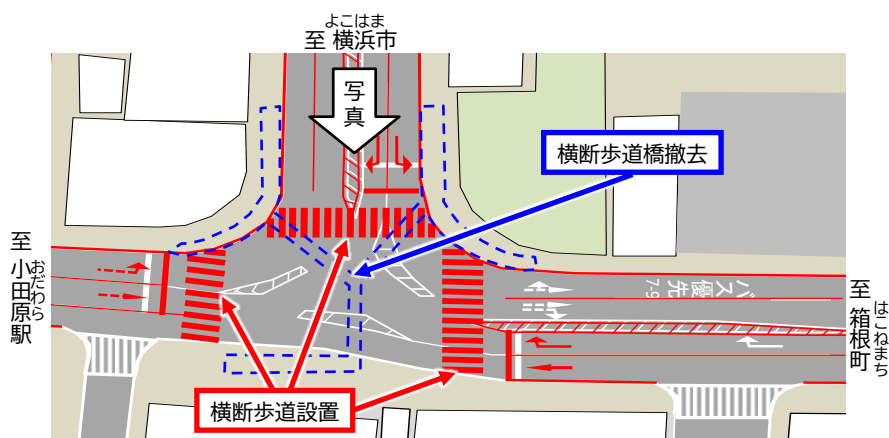 よこはま
至 横浜市
写真
横断歩道橋撤去
至 小田原駅
おだわら
バス優先
7-9
至 箱根町
はこねまち
横断歩道設置